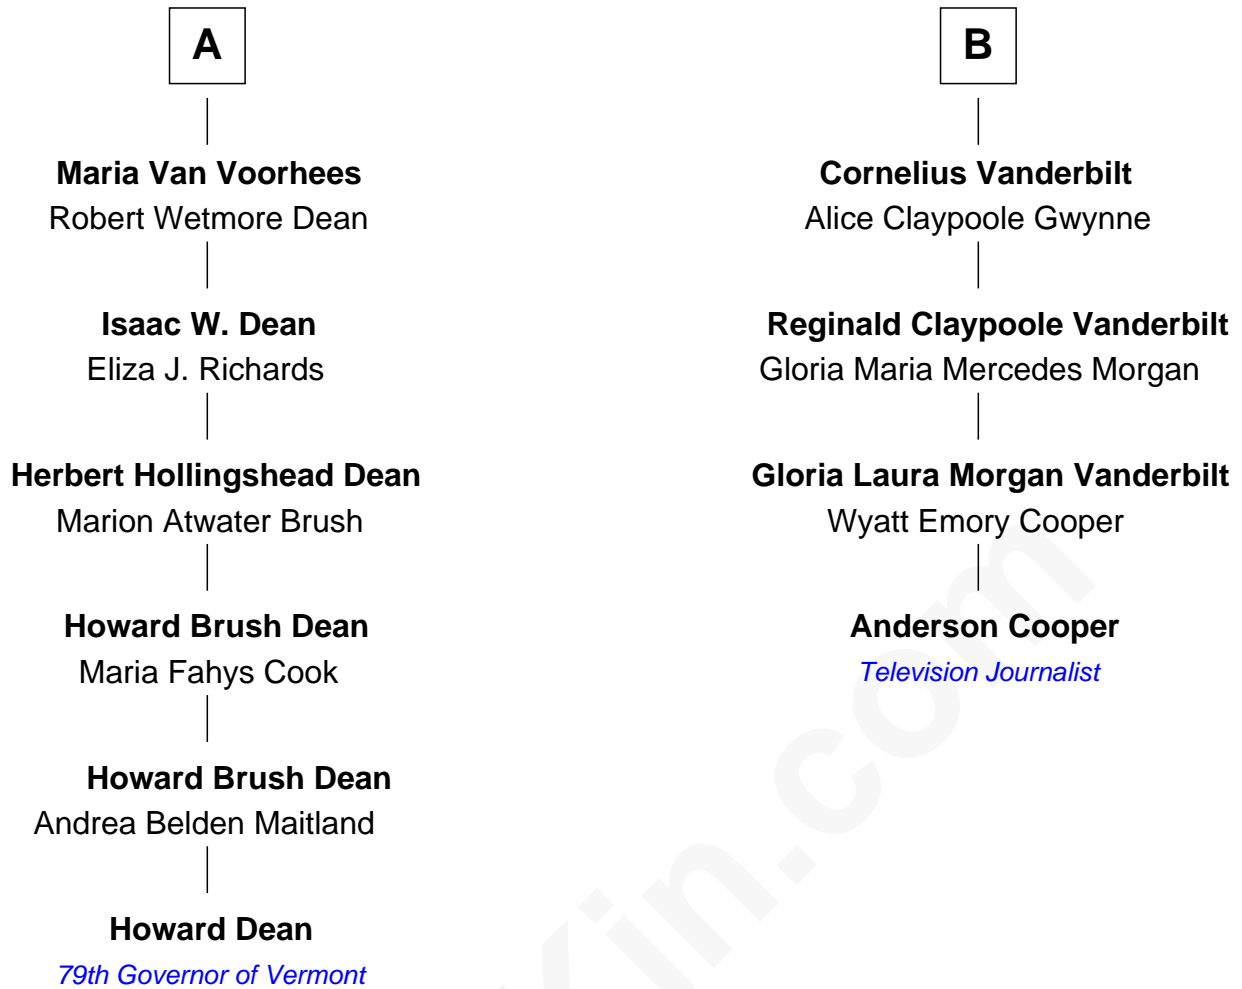 A
Maria Van Voorhees
Robert Wetmore Dean
Isaac W. Dean
Eliza J. Richards
Herbert Hollingshead Dean
Marion Atwater Brush
Howard Brush Dean
Maria Fahys Cook
Howard Brush Dean
Andrea Belden Maitland
Howard Dean
79th Governor of Vermont
B
Cornelius Vanderbilt
Alice Claypoole Gwynne
Reginald Claypoole Vanderbilt
Gloria Maria Mercedes Morgan
Gloria Laura Morgan Vanderbilt
Wyatt Emory Cooper
Anderson Cooper
Television Journalist
Kin.com